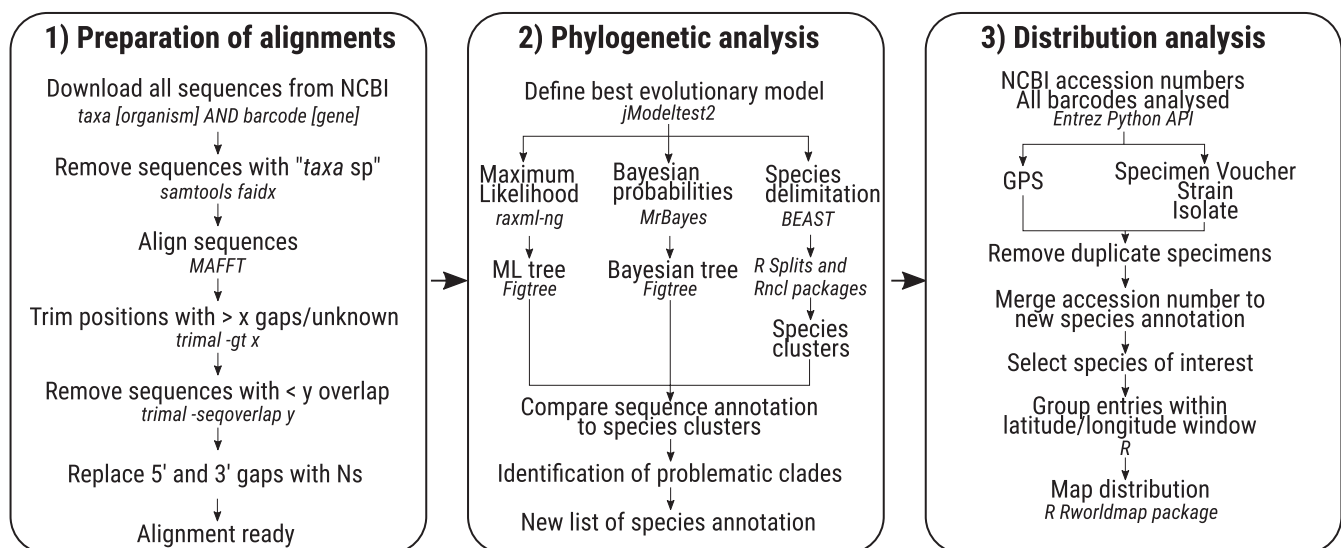 1) Preparation of alignments
Download all sequences from NCBI
taxa [organism] AND barcode [gene]
Remove sequences with "taxa sp"
samtools faidx
Align sequences
MAFFT
Trim positions with > x gaps/unknown
trimal -gt x
Remove sequences with < y overlap
trimal -seqoverlap y
Replace 5' and 3' gaps with Ns
Alignment ready
2) Phylogenetic analysis
Define best evolutionary model
jModeltest2
Maximum
Likelihood
raxml-ng
ML tree
Figtree
Bayesian
probabilities
MrBayes
Bayesian tree
Figtree
Species
delimitation
BEAST
R Splits and
Rncl packages
Species
clusters
Compare sequence annotation
to species clusters
Identification of problematic clades
New list of species annotation
3) Distribution analysis
NCBI accession numbers
All barcodes analysed
Entrez Python API
GPS
Specimen Voucher
Strain
Isolate
Remove duplicate specimens
Merge accession number to
new species annotation
Select species of interest
Group entries within
latitude/longitude window
R
Map distribution
R Rworldmap package